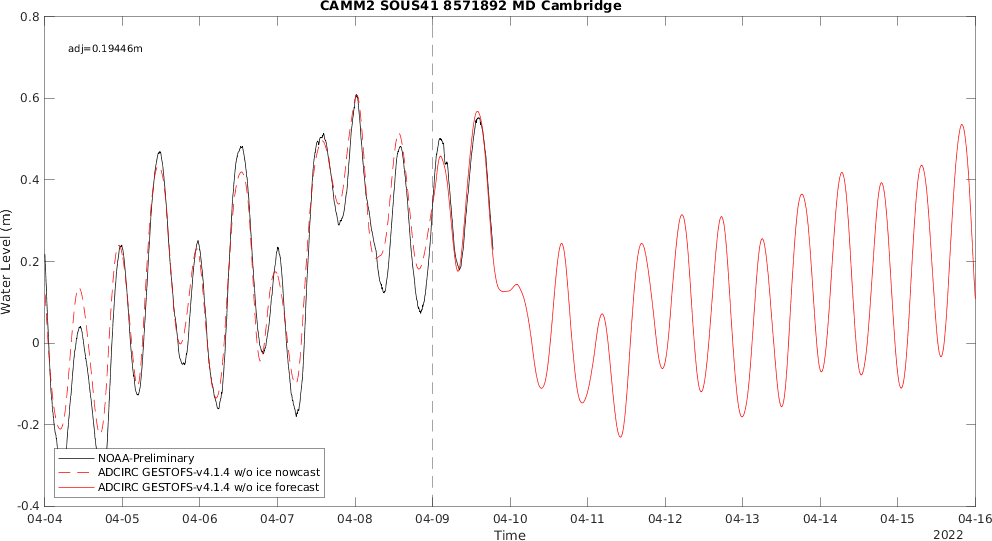 CAMM2 SOUS41 8571892 MD Cambridge
adj=0.19446m
0.8
0.6
0.4
0.2
0
-0.2
-0.4
Water Level (m)
NOAA-Preliminary
ADCIRC GESTOFS-v4.1.4 w/o ice nowcast
ADCIRC GESTOFS-v4.1.4 w/o ice forecast
04-04 04-05 04-06 04-07 04-08 04-09 04-10 04-11 04-12 04-13 04-14 04-15 04-16
Time
2022